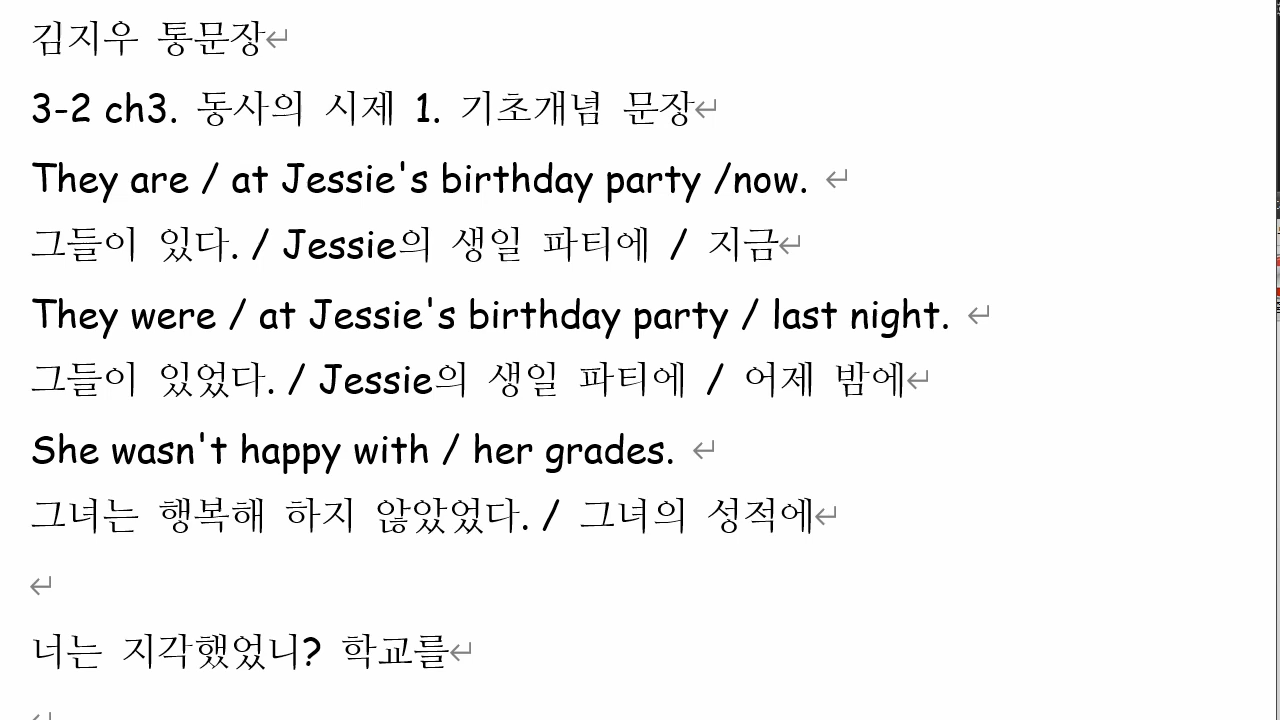 김지우 통문장
3-2 ch3. 동사의 시제 1. 기초개념 문장
They are / at Jessie's birthday party /now.
그들이 있다. / Jessie의 생일 파티에 / 지금
They were / at Jessie's birthday party / last night.
그들이 있었다. / Jessie의 생일 파티에 / 어제 밤에
She wasn't happy with / her grades.
그녀는 행복해 하지 않았었다. / 그녀의 성적에
너는 지각했었니? 학교를